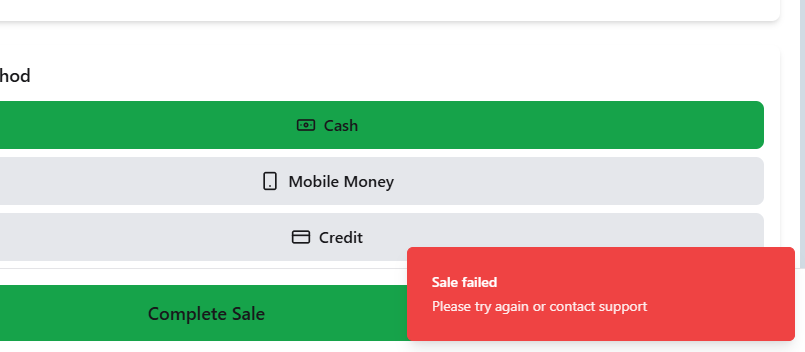 hod
Cash
Mobile Money
Credit
Complete Sale
Sale failed
Please try again or contact support